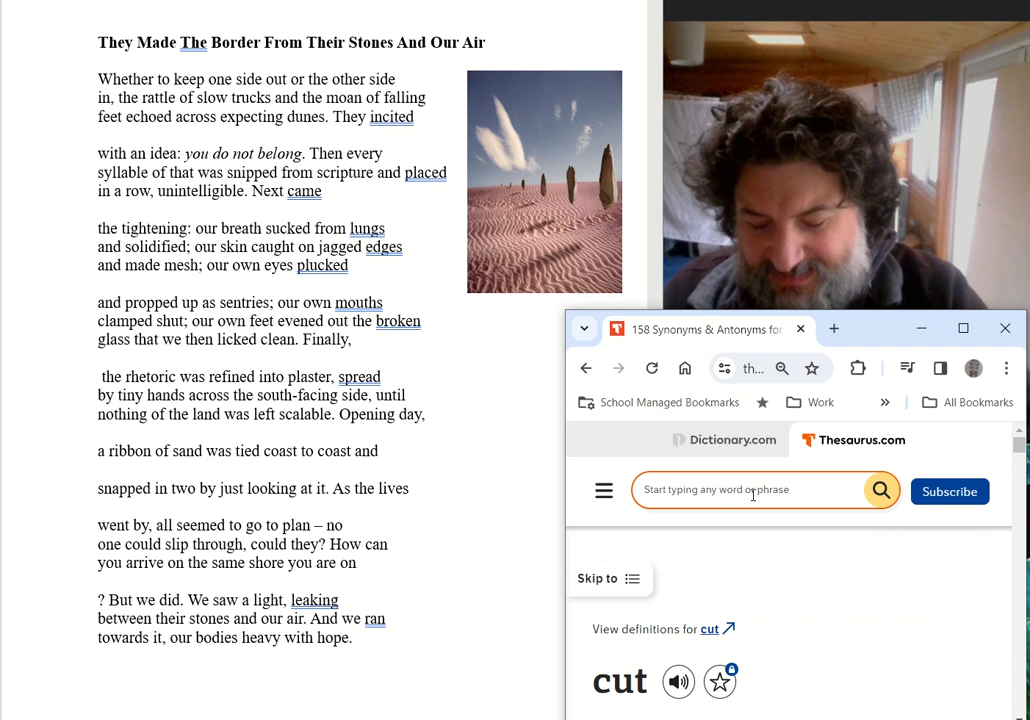 They Made The Border From Their Stones And Our Air
Whether to keep one side out or the other side
in, the rattle of slow trucks and the moan of falling
feet echoed across expecting dunes. They incited
with an idea: you do not belong. Then every
syllable of that was snipped from scripture and placed
in a row, unintelligible. Next came
the tightening: our breath sucked from lungs
and solidified; our skin caught on jagged edges
and made mesh; our own eyes plucked
and propped up as sentries; our own mouths
clamped shut; our own feet evened out the broken
glass that we then licked clean. Finally,
the rhetoric was refined into plaster, spread
by tiny hands across the south-facing side, until
nothing of the land was left scalable. Opening day,
a ribbon of sand was tied coast to coast and
snapped in two by just looking at it. As the lives
went by, all seemed to go to plan – no
one could slip through, could they? How can
you arrive on the same shore you are on
? But we did. We saw a light, leaking
between their stones and our air. And we ran
towards it, our bodies heavy with hope.
158 Synonyms & Antonyms for
th...
School Managed Bookmarks
Work
»
All Bookmarks
Dictionary.com
Thesaurus.com
Start typing any word or phrase
Subscribe
Skip to
View definitions for cut
cut